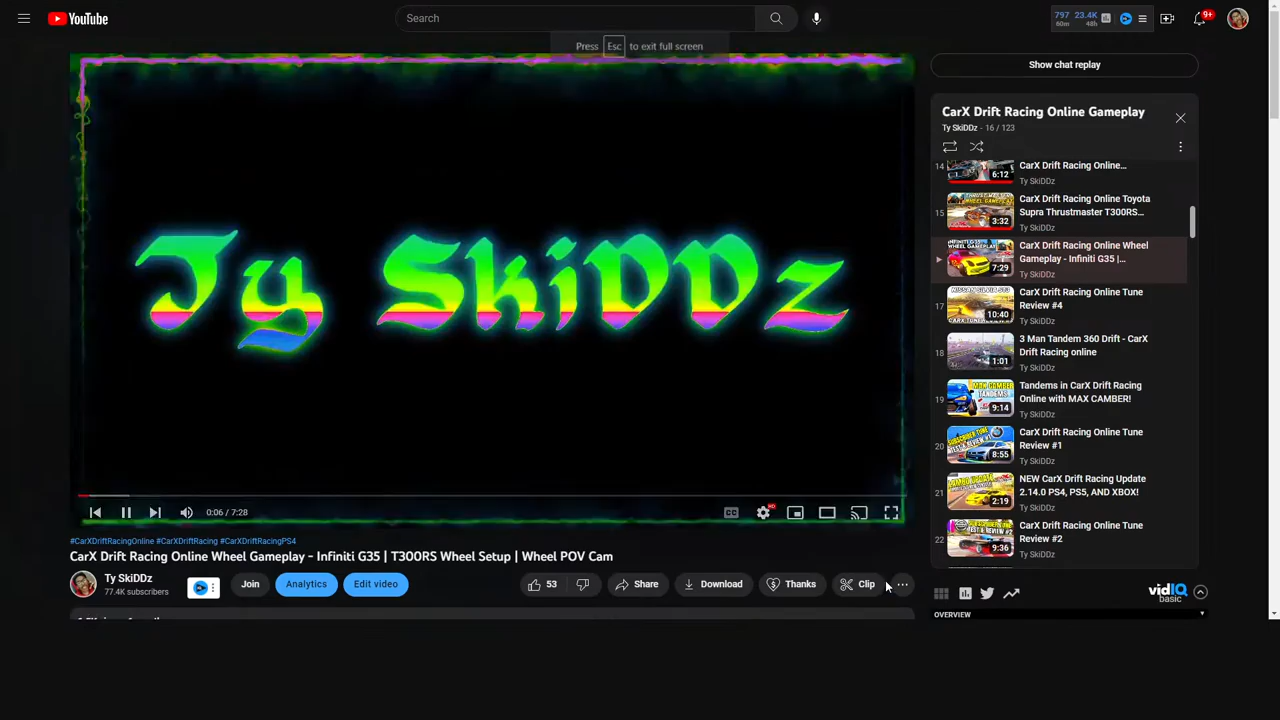 YouTube
Search
797 23.4K
60m 48h
9+
Press Esc to exit full screen
Ty SkiDDz
0:06 / 7:28
CC
HD
#CarXDriftRacingOnline #CarXDriftRacing #CarXDriftRacingPS4
CarX Drift Racing Online Wheel Gameplay - Infiniti G35 | T300RS Wheel Setup | Wheel POV Cam
Ty SkiDDz
77.4K subscribers
Join
Analytics
Edit video
53
Share
Download
Thanks
Clip
Show chat replay
CarX Drift Racing Online Gameplay
Ty SkiDDz - 16 / 123
14
6:12
CarX Drift Racing Online...
Ty SkiDDz
15
3:32
CarX Drift Racing Online Toyota
Supra Thrustmaster T300RS...
Ty SkiDDz
7:29
CarX Drift Racing Online Wheel
Gameplay - Infiniti G35 |...
Ty SkiDDz
17
10:40
CarX Drift Racing Online Tune
Review #4
Ty SkiDDz
18
1:01
3 Man Tandem 360 Drift - CarX
Drift Racing online
Ty SkiDDz
19
9:14
Tandems in CarX Drift Racing
Online with MAX CAMBER!
Ty SkiDDz
20
8:55
CarX Drift Racing Online Tune
Review #1
Ty SkiDDz
21
2:19
NEW CarX Drift Racing Update
2.14.0 PS4, PS5, AND XBOX!
Ty SkiDDz
22
9:36
CarX Drift Racing Online Tune
Review #2
Ty SkiDDz
vidIQ
basic
OVERVIEW